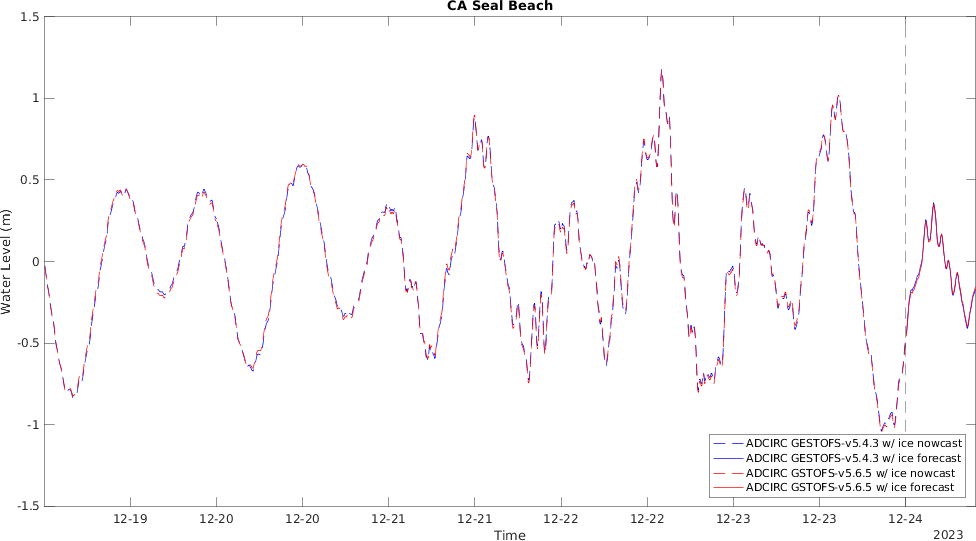 CA Seal Beach
1.5
1
0.5
0
-0.5
-1
-1.5
Water Level (m)
12-19
12-20
12-20
12-21
12-21
12-22
12-22
12-23
12-23
12-24
Time
2023
ADCIRC GESTOFS-v5.4.3 w/ ice nowcast
ADCIRC GESTOFS-v5.4.3 w/ ice forecast
ADCIRC GSTOFS-v5.6.5 w/ ice nowcast
ADCIRC GSTOFS-v5.6.5 w/ ice forecast